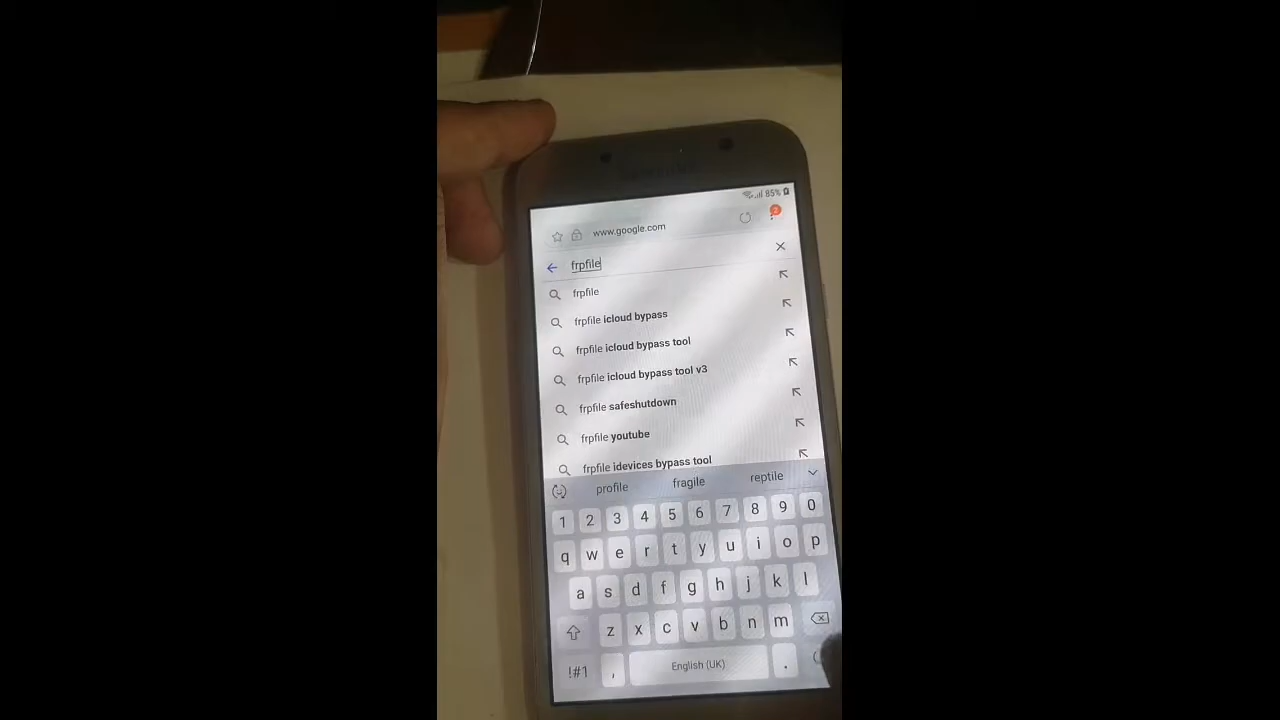 85%
www.google.com
frpfile
frpfile
frpfile icloud bypass
frpfile icloud bypass tool
frpfile icloud bypass tool v3
frpfile safeshutdown
frpfile youtube
frpfile idevices bypass tool
profile fragile reptile
1 2 3 4 5 6 7 8 9 0
q w e r t y u i o p
a s d f g h j k l
z x c v b n m
!#1 , English (UK) .